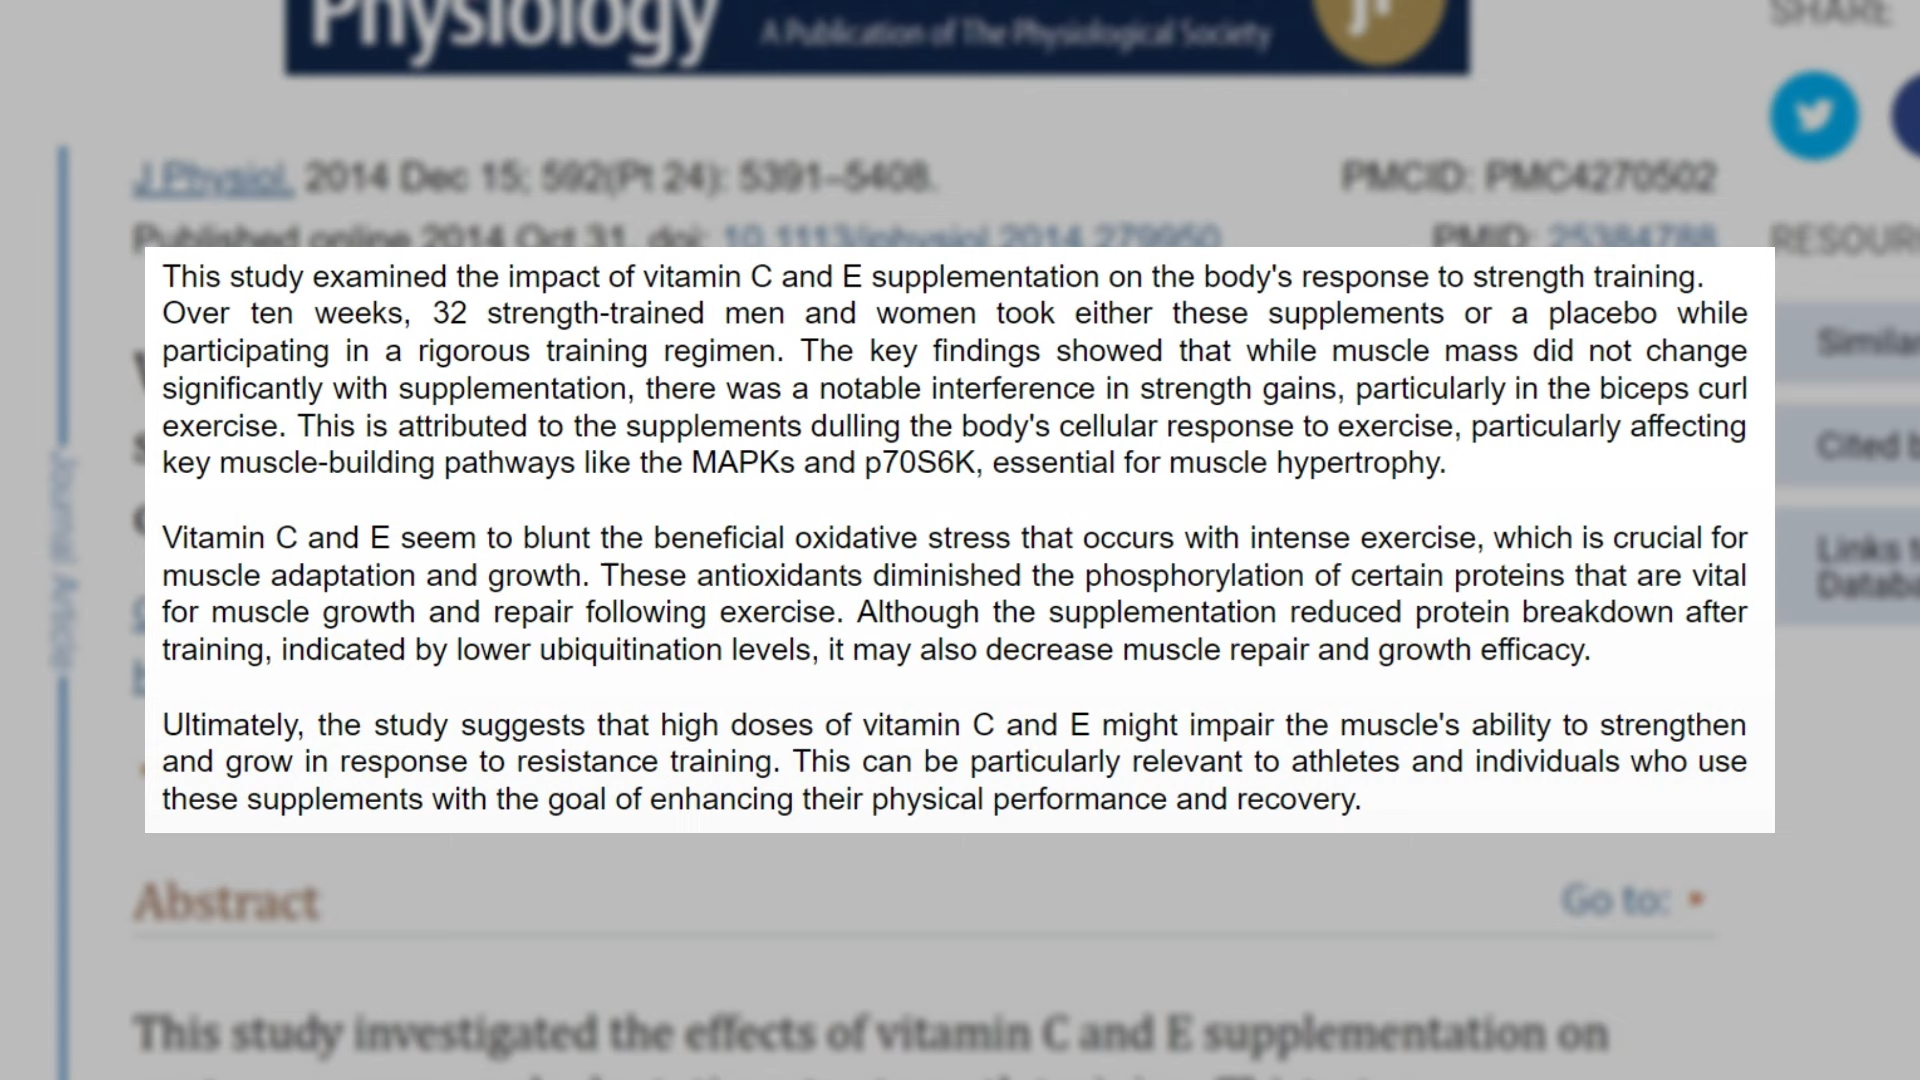 Physiology
A Publication of The Physiological Society
SHARE
J Physiol. 2014 Dec 15; 592(Pt 24): 5391–5408.
PMCID: PMC4270502
Published online 2014 Oct 31. doi: 10.1113/jphysiol.2014.279950
PMID: 25384788
This study examined the impact of vitamin C and E supplementation on the body's response to strength training.
Over ten weeks, 32 strength-trained men and women took either these supplements or a placebo while
participating in a rigorous training regimen. The key findings showed that while muscle mass did not change
significantly with supplementation, there was a notable interference in strength gains, particularly in the biceps curl
exercise. This is attributed to the supplements dulling the body's cellular response to exercise, particularly affecting
key muscle-building pathways like the MAPKs and p70S6K, essential for muscle hypertrophy.
Vitamin C and E seem to blunt the beneficial oxidative stress that occurs with intense exercise, which is crucial for
muscle adaptation and growth. These antioxidants diminished the phosphorylation of certain proteins that are vital
for muscle growth and repair following exercise. Although the supplementation reduced protein breakdown after
training, indicated by lower ubiquitination levels, it may also decrease muscle repair and growth efficacy.
Ultimately, the study suggests that high doses of vitamin C and E might impair the muscle's ability to strengthen
and grow in response to resistance training. This can be particularly relevant to athletes and individuals who use
these supplements with the goal of enhancing their physical performance and recovery.
Journal Article
Links
Abstract
Go to:
This study investigated the effects of vitamin C and E supplementation on